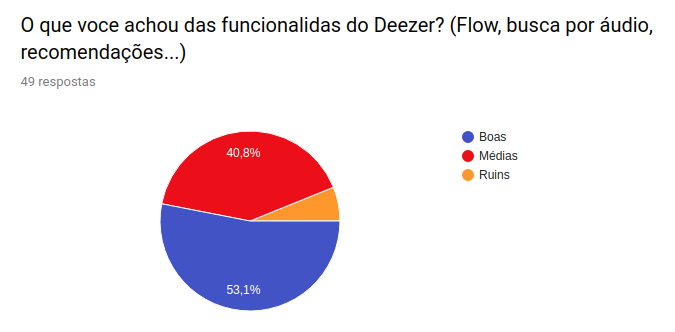 O que voce achou das funcionalidas do Deezer? (Flow, busca por áudio,
recomendações...)
49 respostas
40,8%
53,1%
Boas
Médias
Ruins